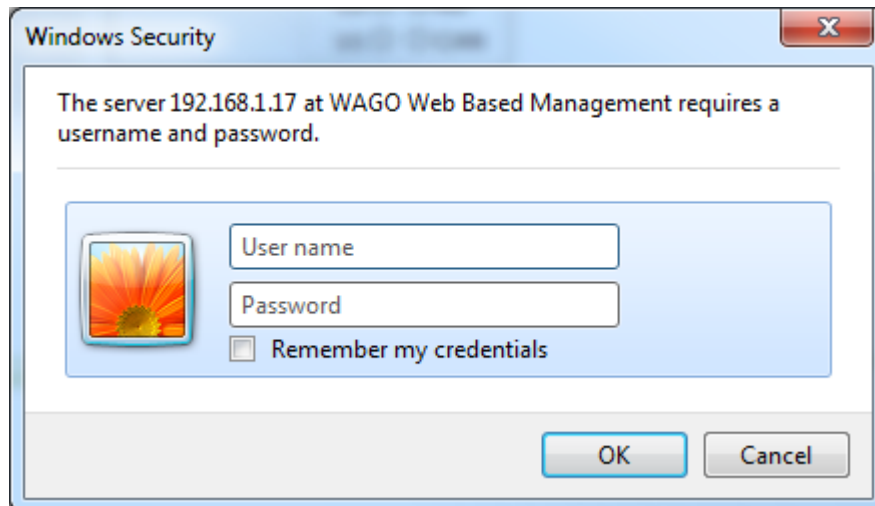 Windows Security
The server 192.168.1.17 at WAGO Web Based Management requires a
username and password.
User name
Password
Remember my credentials
OK
Cancel